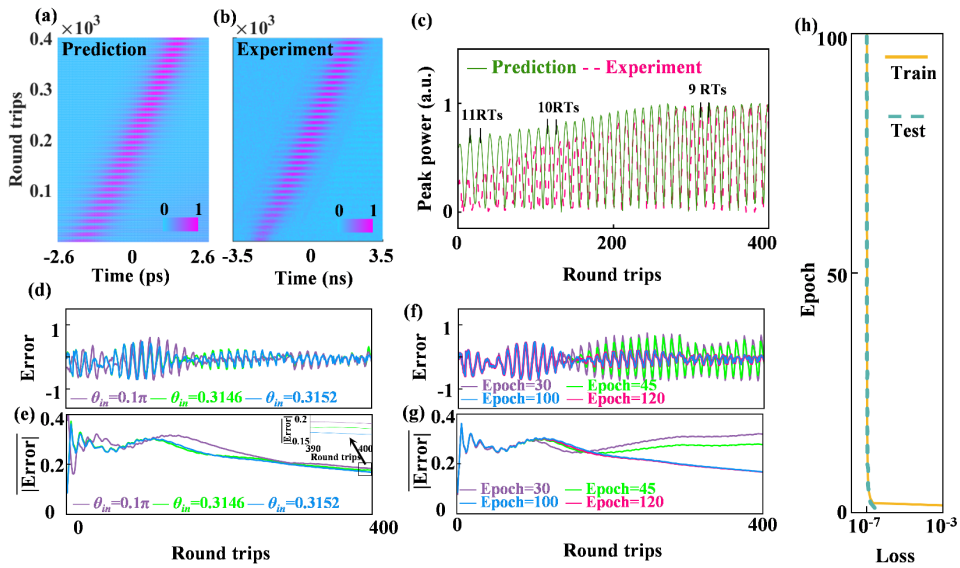 (a)
×10³
0.4
0.3
0.2
0.1
Round trips
Prediction
0 1
-2.6 0 2.6
Time (ps)
(b)
×10³
Experiment
0 1
-3.5 0 3.5
Time (ns)
(c)
Prediction Experiment
11RTs
10RTs
9 RTs
1
0
Peak power (a.u.)
0 200 400
Round trips
(d)
1
-1
Error
θin=0.1π θin=0.3146 θin=0.3152
(e)
0.4
0.2
0
|Error|
0.2
0.15
|Error|
390 400
Round trips
θin=0.1π θin=0.3146 θin=0.3152
0 400
Round trips
(f)
1
-1
Error
Epoch=30 Epoch=45
Epoch=100 Epoch=120
(g)
0.4
0.2
0
|Error|
Epoch=30 Epoch=45
Epoch=100 Epoch=120
0 400
Round trips
(h)
100
50
0
Epoch
Train
Test
10⁻⁷ 10⁻³
Loss